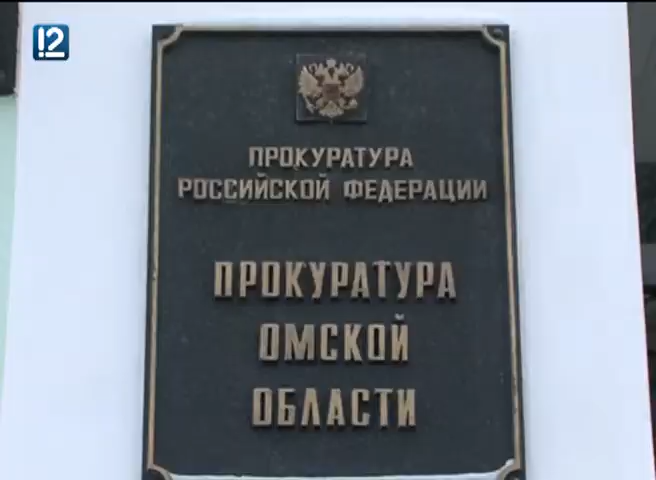 12
ПРОКУРАТУРА
РОССИЙСКОЙ ФЕДЕРАЦИИ
ПРОКУРАТУРА
ОМСКОЙ
ОБЛАСТИ